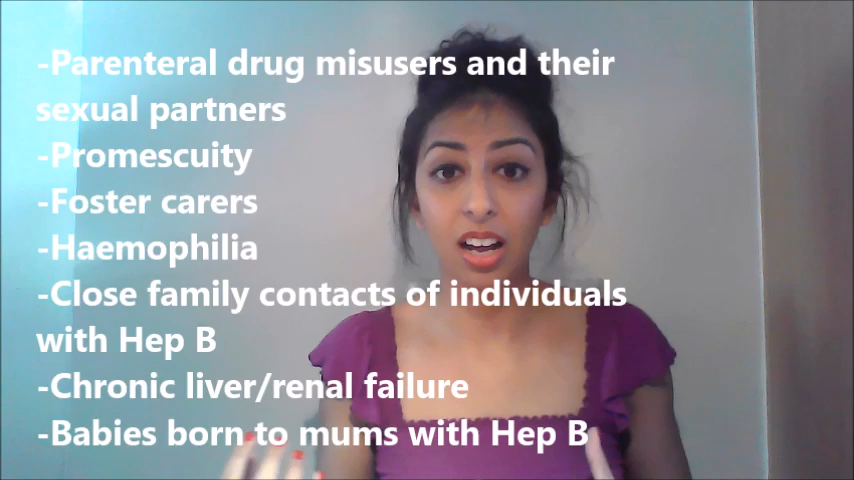 -Parenteral drug misusers and their
sexual partners
-Promescuity
-Foster carers
-Haemophilia
-Close family contacts of individuals
with Hep B
-Chronic liver/renal failure
-Babies born to mums with Hep B